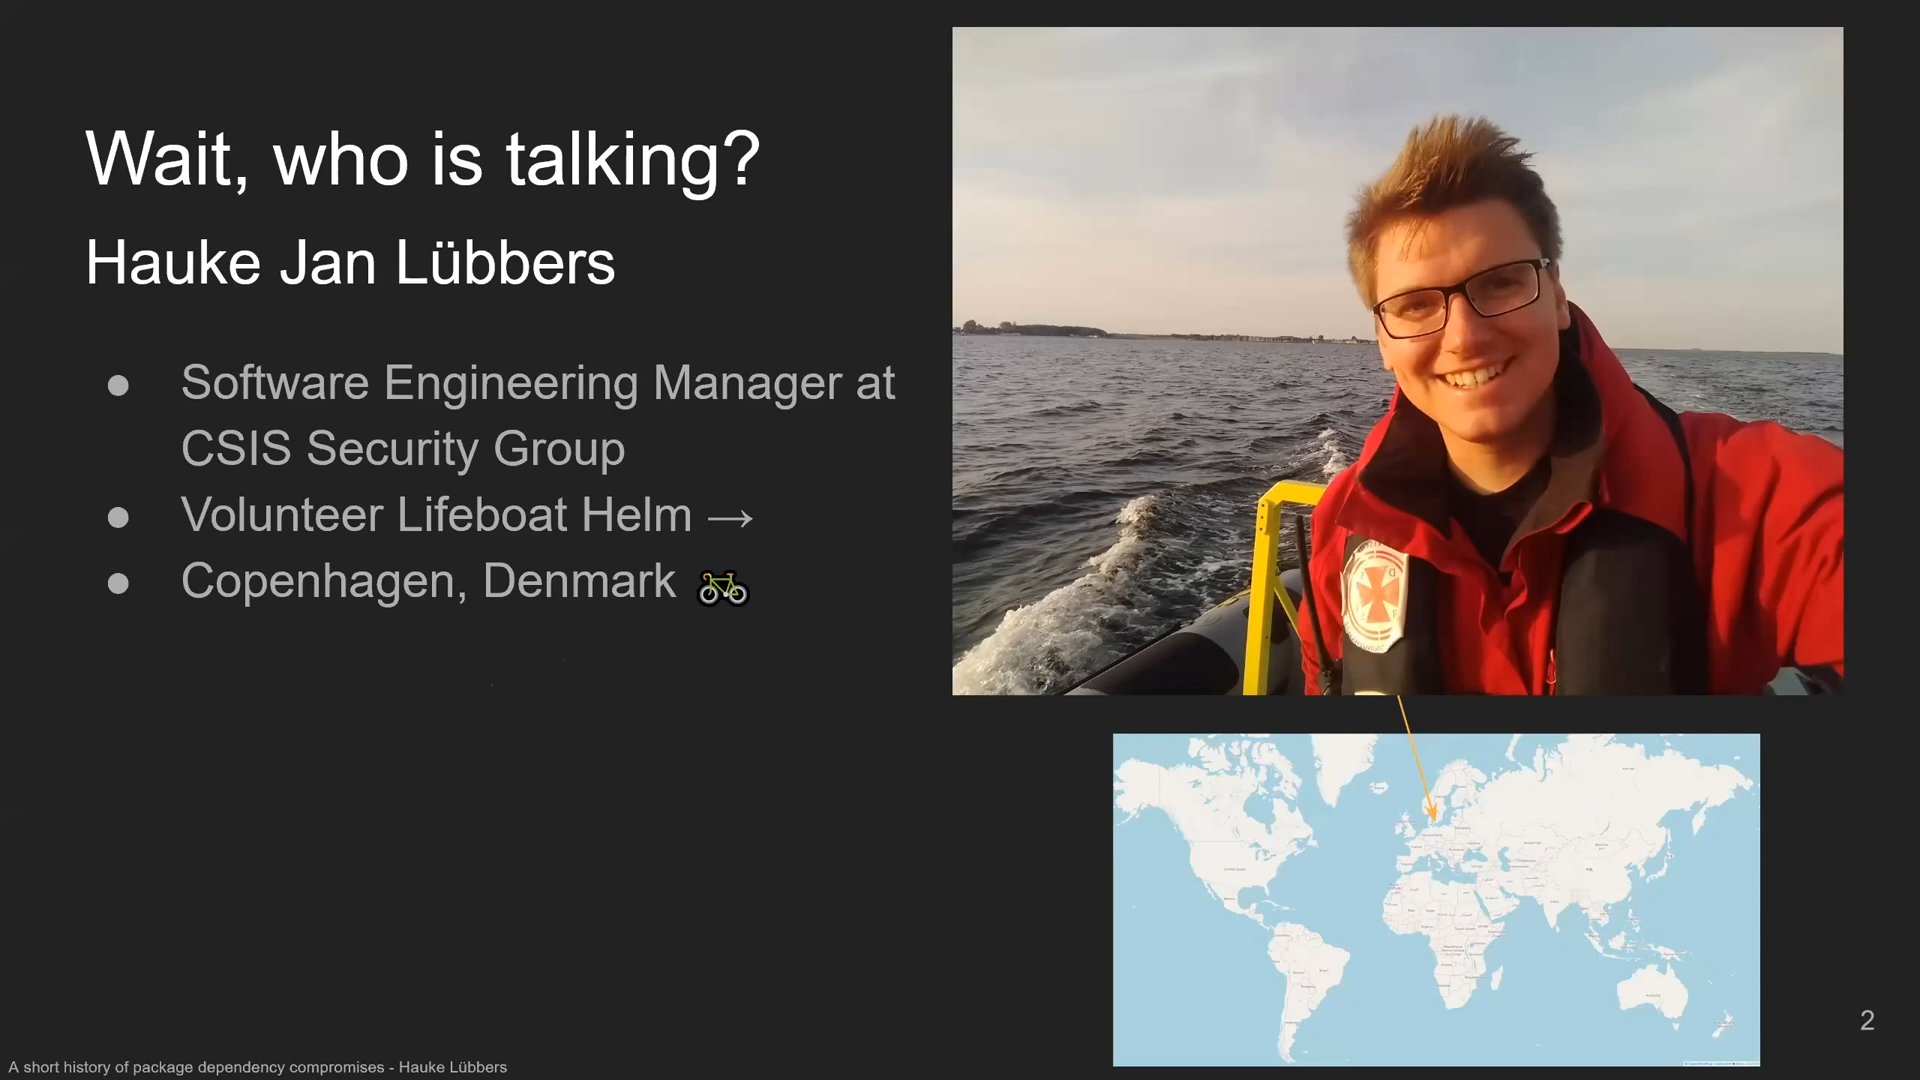 Wait, who is talking?
Hauke Jan Lübbers
● Software Engineering Manager at
CSIS Security Group
● Volunteer Lifeboat Helm →
● Copenhagen, Denmark 🚲
2
A short history of package dependency compromises - Hauke Lübbers